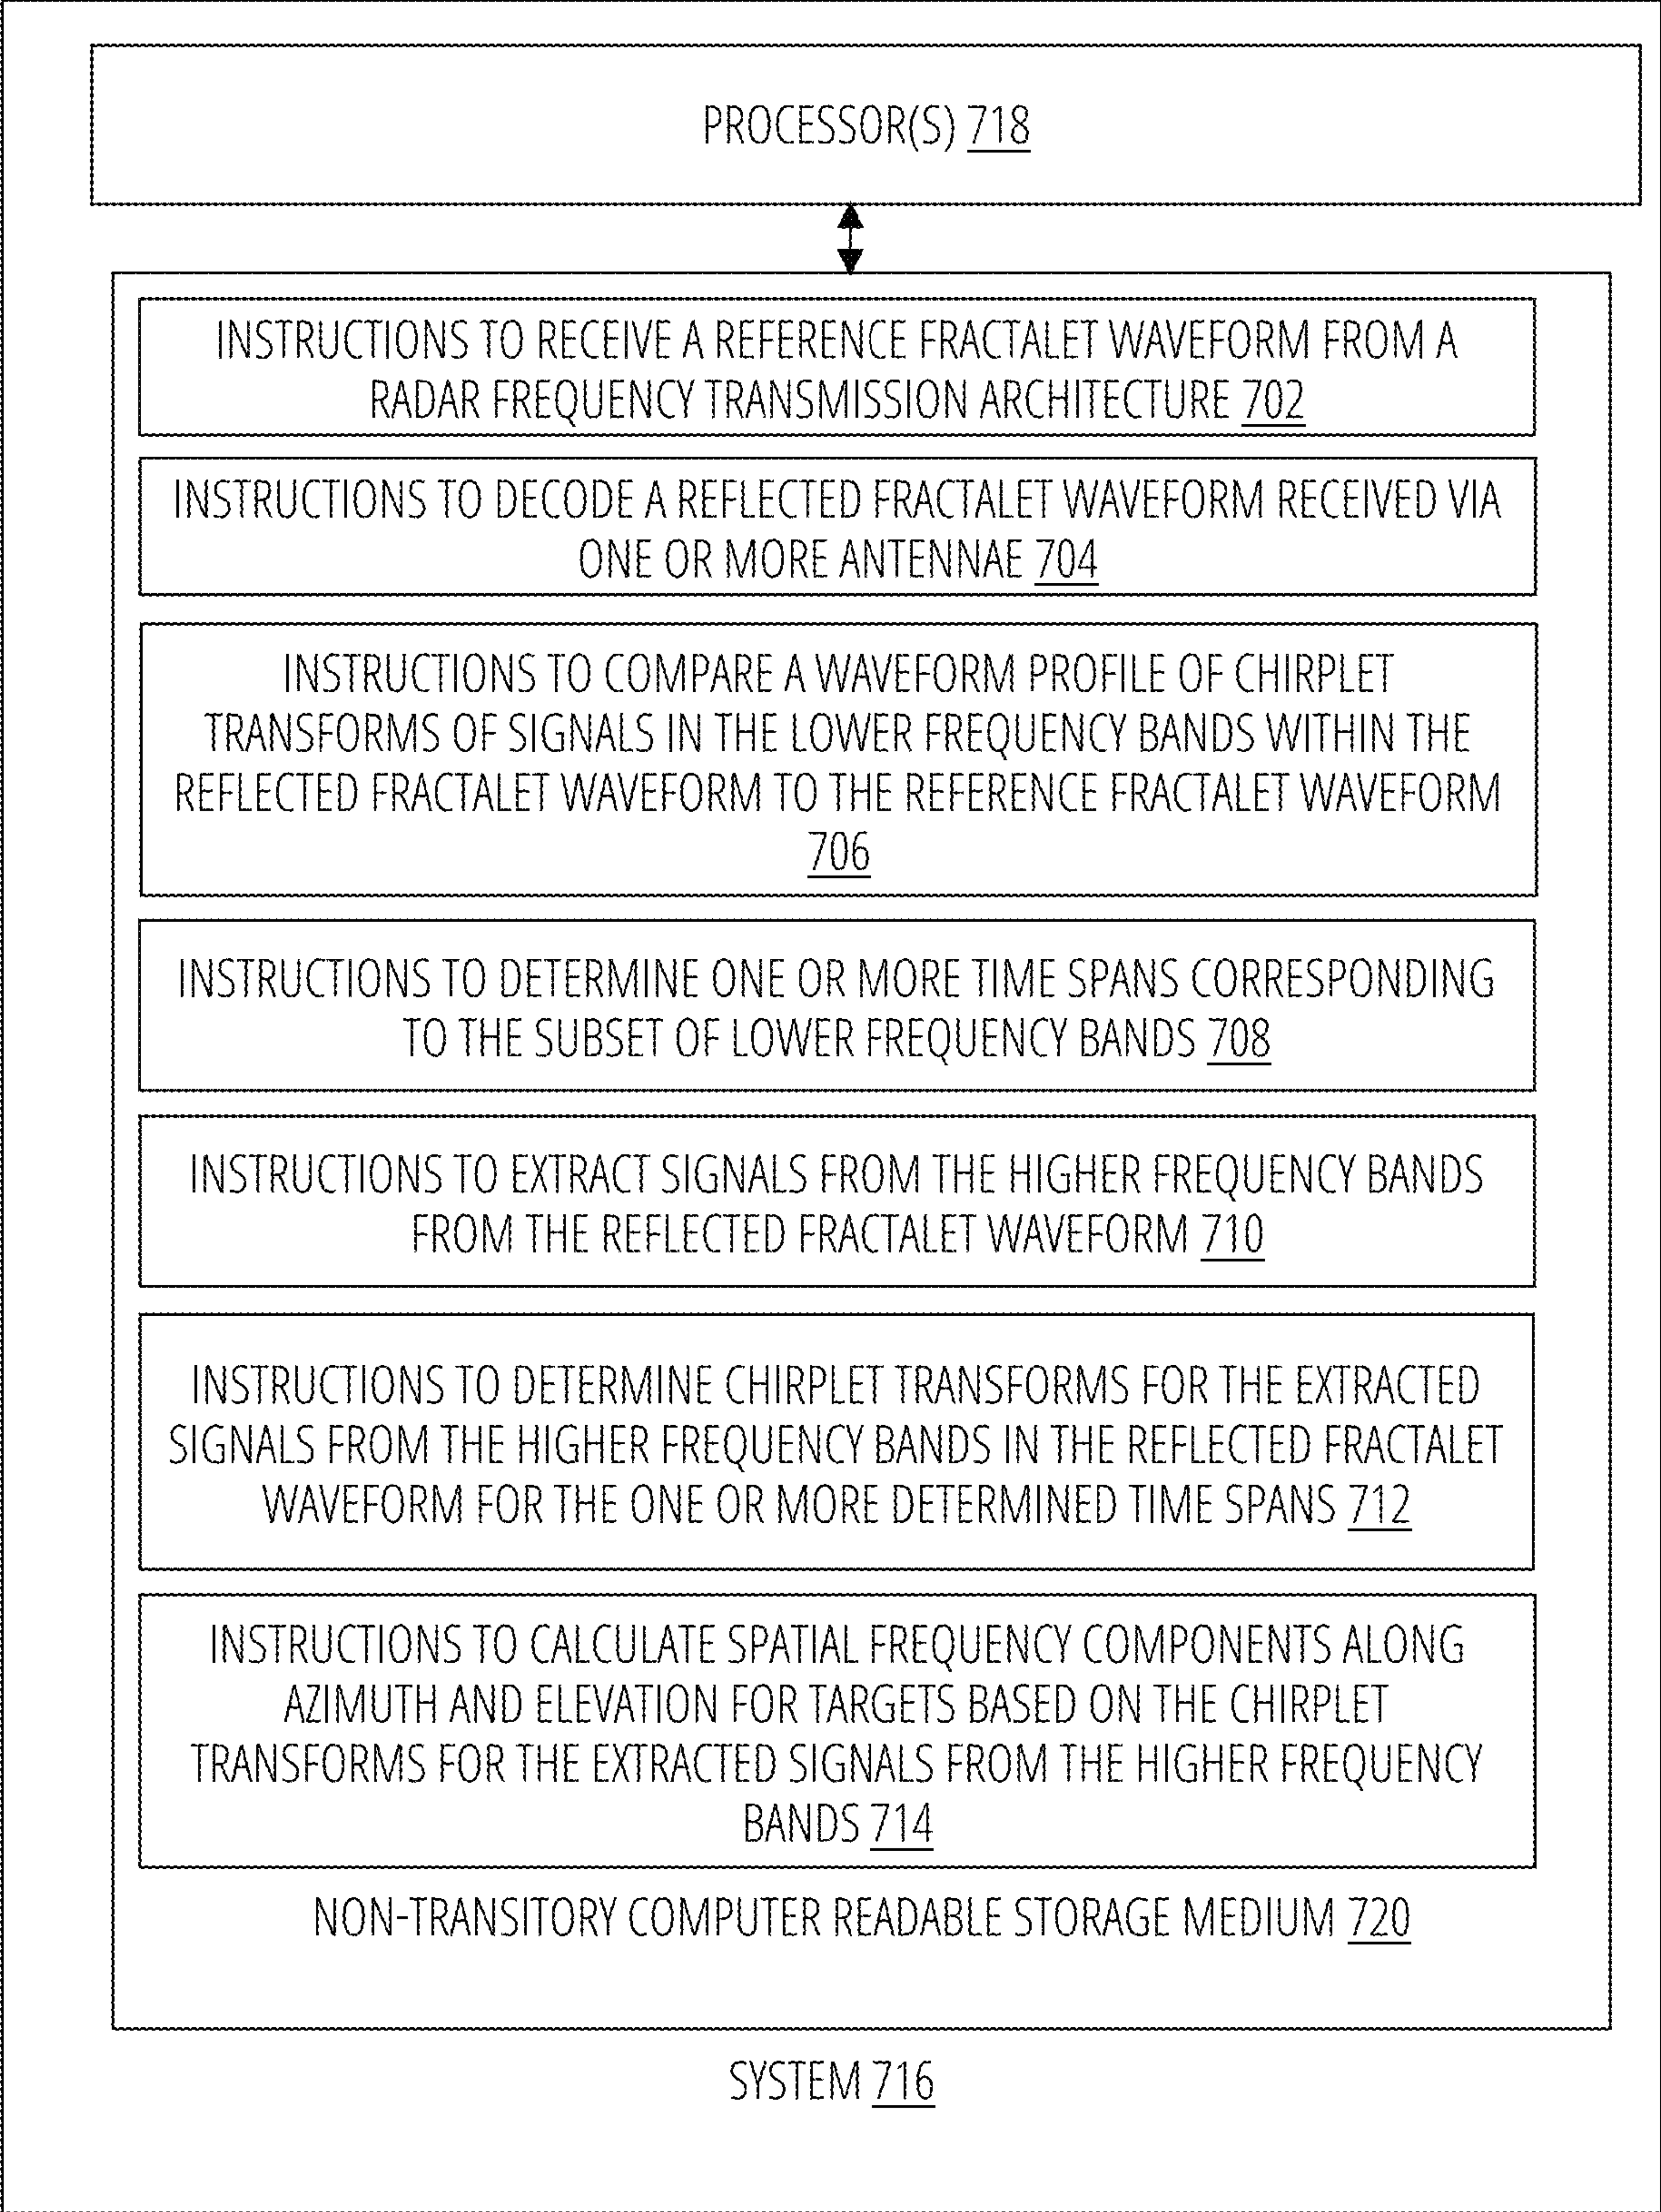 PROCESSOR(S) 718
INSTRUCTIONS TO RECEIVE A REFERENCE FRACTALET WAVEFORM FROM A
RADAR FREQUENCY TRANSMISSION ARCHITECTURE 702
INSTRUCTIONS TO DECODE A REFLECTED FRACTALET WAVEFORM RECEIVED VIA
ONE OR MORE ANTENNAE 704
INSTRUCTIONS TO COMPARE A WAVEFORM PROFILE OF CHIRPLET
TRANSFORMS OF SIGNALS IN THE LOWER FREQUENCY BANDS WITHIN THE
REFLECTED FRACTALET WAVEFORM TO THE REFERENCE FRACTALET WAVEFORM
706
INSTRUCTIONS TO DETERMINE ONE OR MORE TIME SPANS CORRESPONDING
TO THE SUBSET OF LOWER FREQUENCY BANDS 708
INSTRUCTIONS TO EXTRACT SIGNALS FROM THE HIGHER FREQUENCY BANDS
FROM THE REFLECTED FRACTALET WAVEFORM 710
INSTRUCTIONS TO DETERMINE CHIRPLET TRANSFORMS FOR THE EXTRACTED
SIGNALS FROM THE HIGHER FREQUENCY BANDS IN THE REFLECTED FRACTALET
WAVEFORM FOR THE ONE OR MORE DETERMINED TIME SPANS 712
INSTRUCTIONS TO CALCULATE SPATIAL FREQUENCY COMPONENTS ALONG
AZIMUTH AND ELEVATION FOR TARGETS BASED ON THE CHIRPLET
TRANSFORMS FOR THE EXTRACTED SIGNALS FROM THE HIGHER FREQUENCY
BANDS 714
NON-TRANSITORY COMPUTER READABLE STORAGE MEDIUM 720
SYSTEM 716